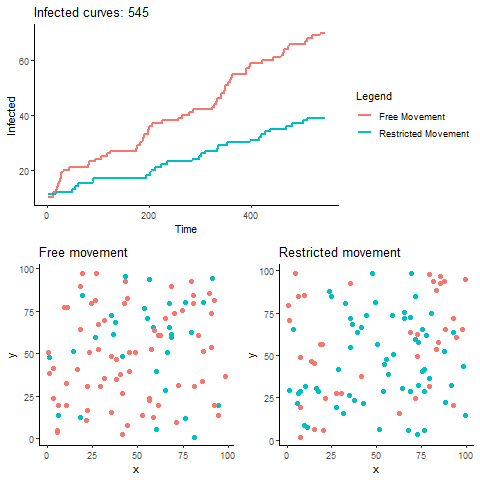 Infected curves: 545
Infected
60
40
20
0
200
400
Time
Legend
Free Movement
Restricted Movement
Free movement
y
100
75
50
25
0
0
25
50
75
100
x
Restricted movement
y
100
75
50
25
0
0
25
50
75
100
x